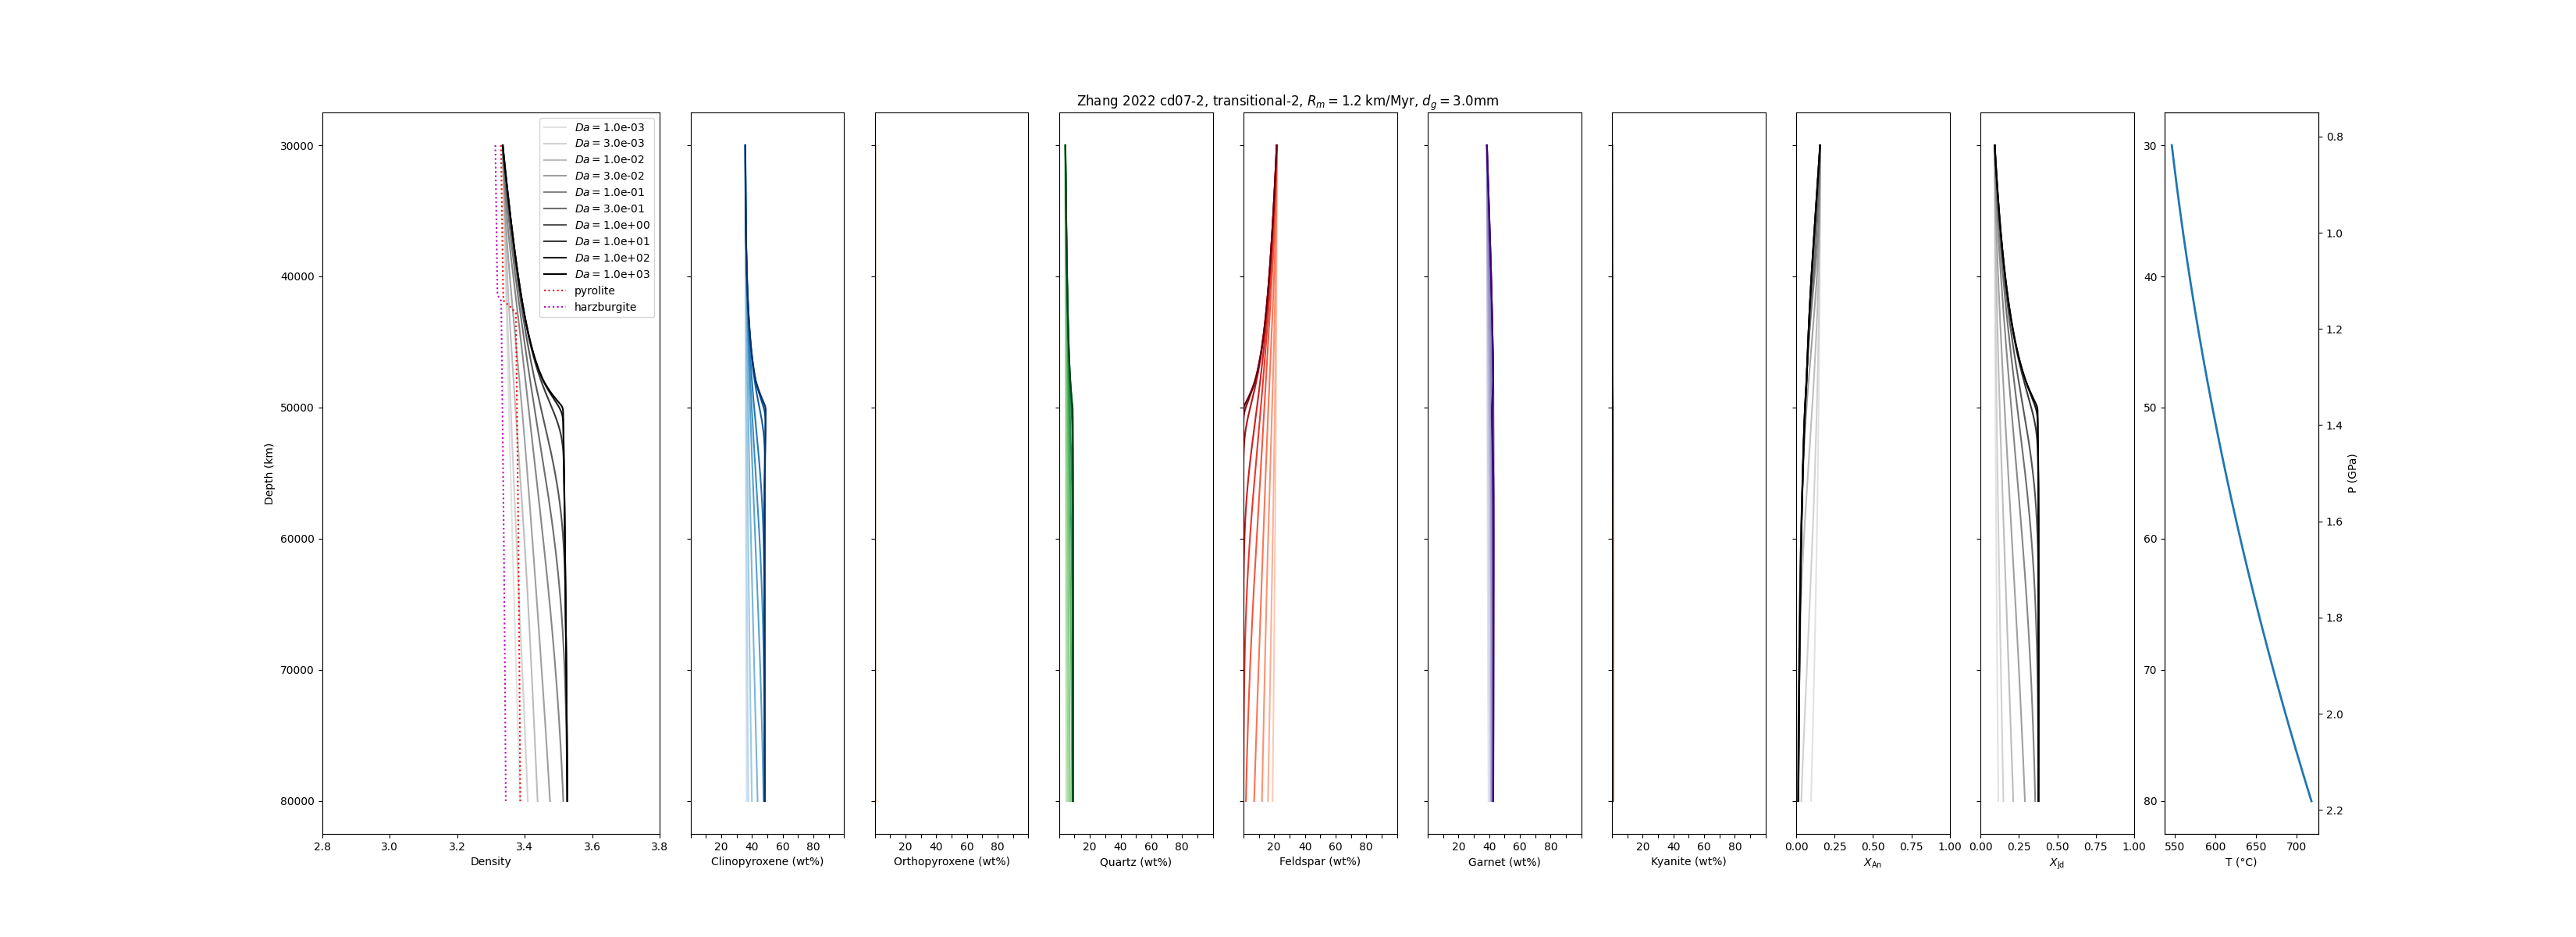 Zhang 2022 cd07-2, transitional-2, R_m = 1.2 km/Myr, d_g = 3.0mm
Da = 1.0e-03
Da = 3.0e-03
Da = 1.0e-02
Da = 3.0e-02
Da = 1.0e-01
Da = 3.0e-01
Da = 1.0e+00
Da = 1.0e+01
Da = 1.0e+02
Da = 1.0e+03
pyrolite
harzburgite
Depth (km)
30000
40000
50000
60000
70000
80000
2.8 3.0 3.2 3.4 3.6 3.8
Density
20 40 60 80
Clinopyroxene (wt%)
20 40 60 80
Orthopyroxene (wt%)
20 40 60 80
Quartz (wt%)
20 40 60 80
Feldspar (wt%)
20 40 60 80
Garnet (wt%)
20 40 60 80
Kyanite (wt%)
0.00 0.25 0.50 0.75 1.00
X_An
0.00 0.25 0.50 0.75 1.00
X_Jd
30
40
50
60
70
80
550 600 650 700
T (°C)
0.8
1.0
1.2
1.4
1.6
1.8
2.0
2.2
P (GPa)